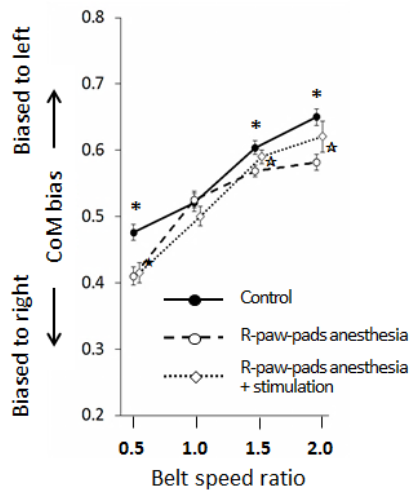 0.8
0.7
0.6
0.5
0.4
0.3
0.2
Biased to left
CoM bias
Biased to right
*
*
*
☆
☆
★
Control
R-paw-pads anesthesia
R-paw-pads anesthesia
+ stimulation
0.5 1.0 1.5 2.0
Belt speed ratio